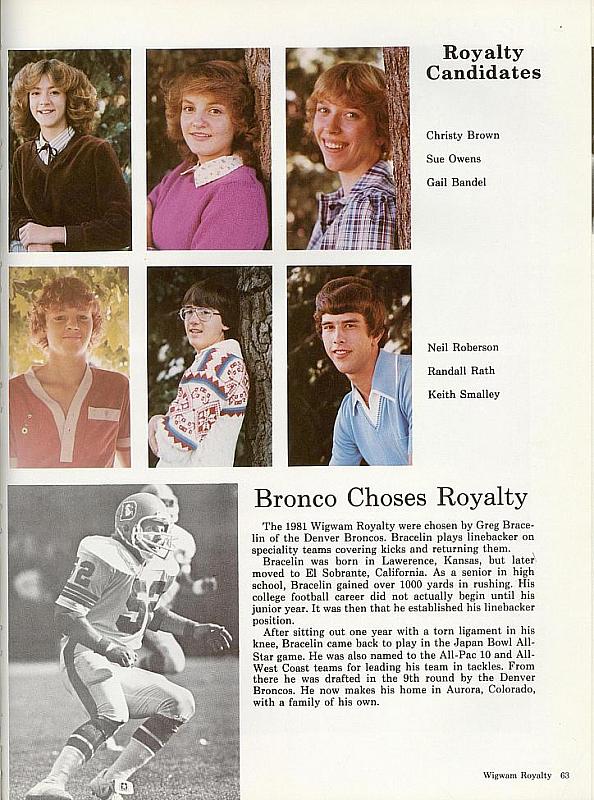 Royalty
Candidates
Christy Brown
Sue Owens
Gail Bandel
Neil Roberson
Randall Rath
Keith Smalley
52
Bronco Choses Royalty
The 1981 Wigwam Royalty were chosen by Greg Brace-
lin of the Denver Broncos. Bracelin plays linebacker on
speciality teams covering kicks and returning them.
Bracelin was born in Lawerence, Kansas, but later
moved to El Sobrante, California. As a senior in high
school, Bracelin gained over 1000 yards in rushing. His
college football career did not actually begin until his
junior year. It was then that he established his linebacker
position.
After sitting out one year with a torn ligament in his
knee, Bracelin came back to play in the Japan Bowl All-
Star game. He was also named to the All-Pac 10 and All-
West Coast teams for leading his team in tackles. From
there he was drafted in the 9th round by the Denver
Broncos. He now makes his home in Aurora, Colorado,
with a family of his own.
Wigwam Royalty 63